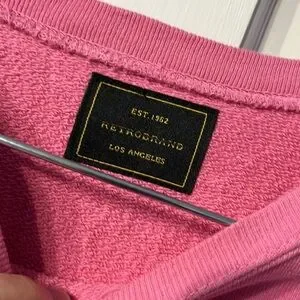 EST. 1962
RETROBRAND
LOS ANGELES